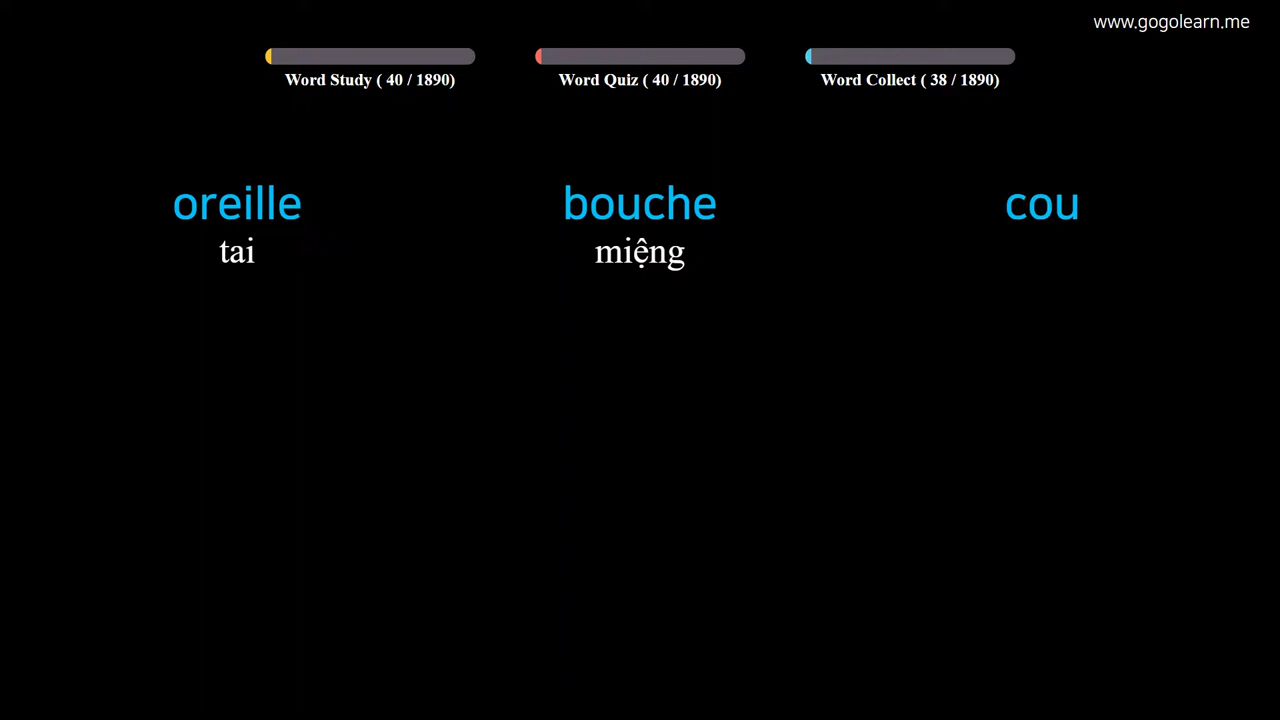 www.gogolearn.me
Word Study ( 40 / 1890)
Word Quiz ( 40 / 1890)
Word Collect ( 38 / 1890)
oreille
bouche
cou
tai
miệng